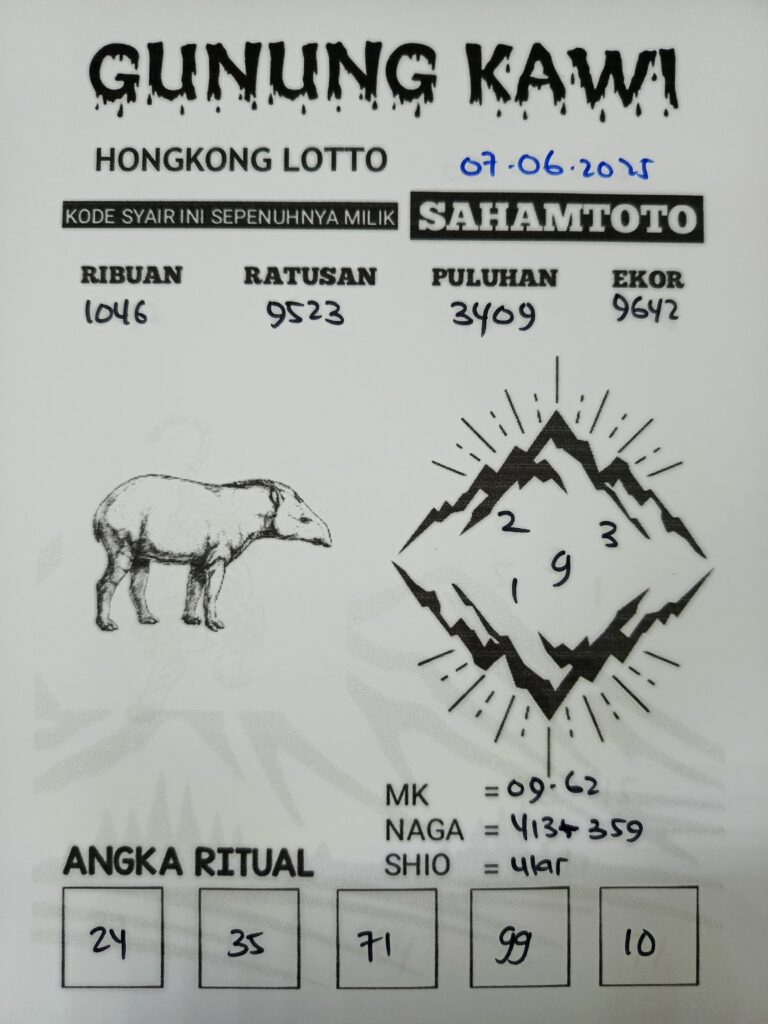 GUNUNG KAWI
HONGKONG LOTTO 07.06.2025
KODE SYAIR INI SEPENUHNYA MILIK SAHAMTOTO
RIBUAN RATUSAN PULUHAN EKOR
1046 9523 3409 9642
2 3
1 9
MK = 09.62
NAGA = 413+359
SHIO = ular
ANGKA RITUAL
24 35 71 99 10